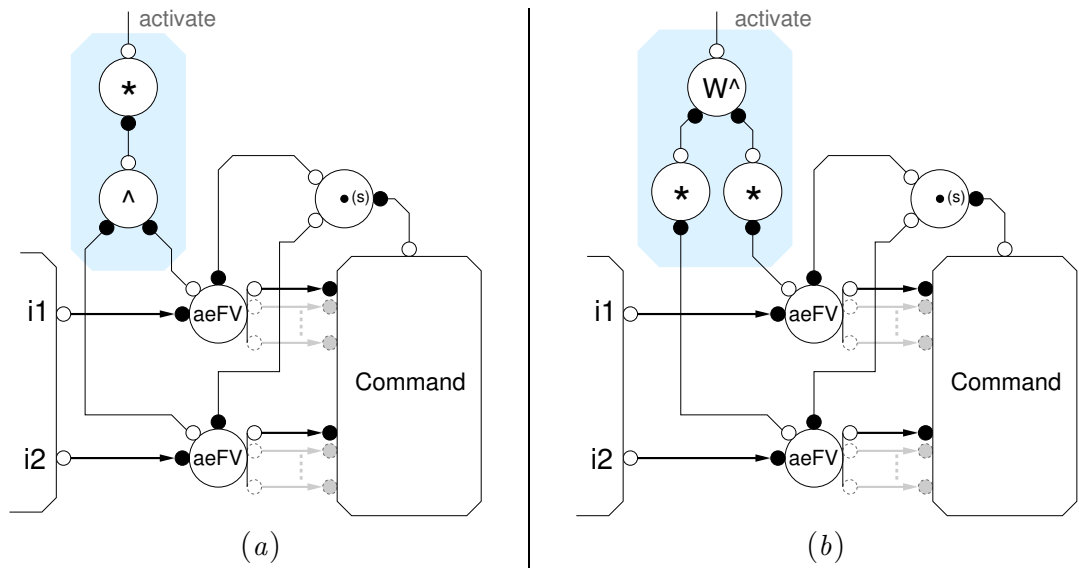 activate
*
^
(s)
i1
aeFV
Command
i2
aeFV
(a)
activate
W^
* *
(s)
i1
aeFV
Command
i2
aeFV
(b)